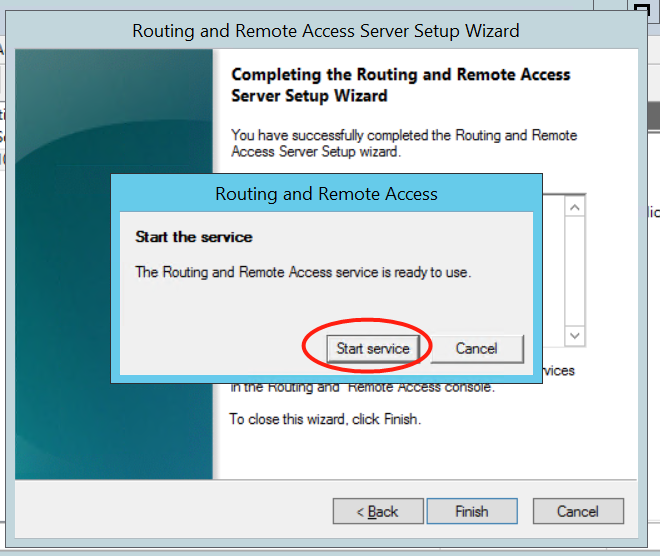 Routing and Remote Access Server Setup Wizard
Completing the Routing and Remote Access
Server Setup Wizard
You have successfully completed the Routing and Remote
Access Server Setup wizard.
Routing and Remote Access
Start the service
The Routing and Remote Access service is ready to use.
Start service
Cancel
in the Routing and Remote Access console.
To close this wizard, click Finish.
< Back
Finish
Cancel